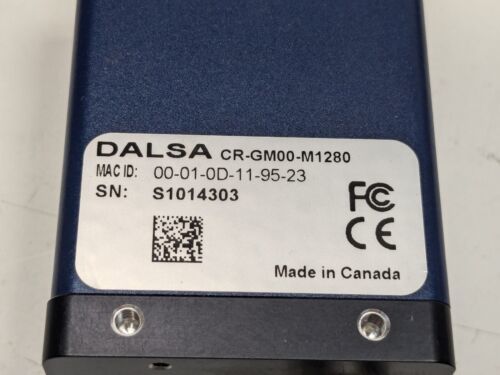 DALSA CR-GM00-M1280
MAC ID: 00-01-0D-11-95-23
SN: S1014303
FC
CE
Made in Canada